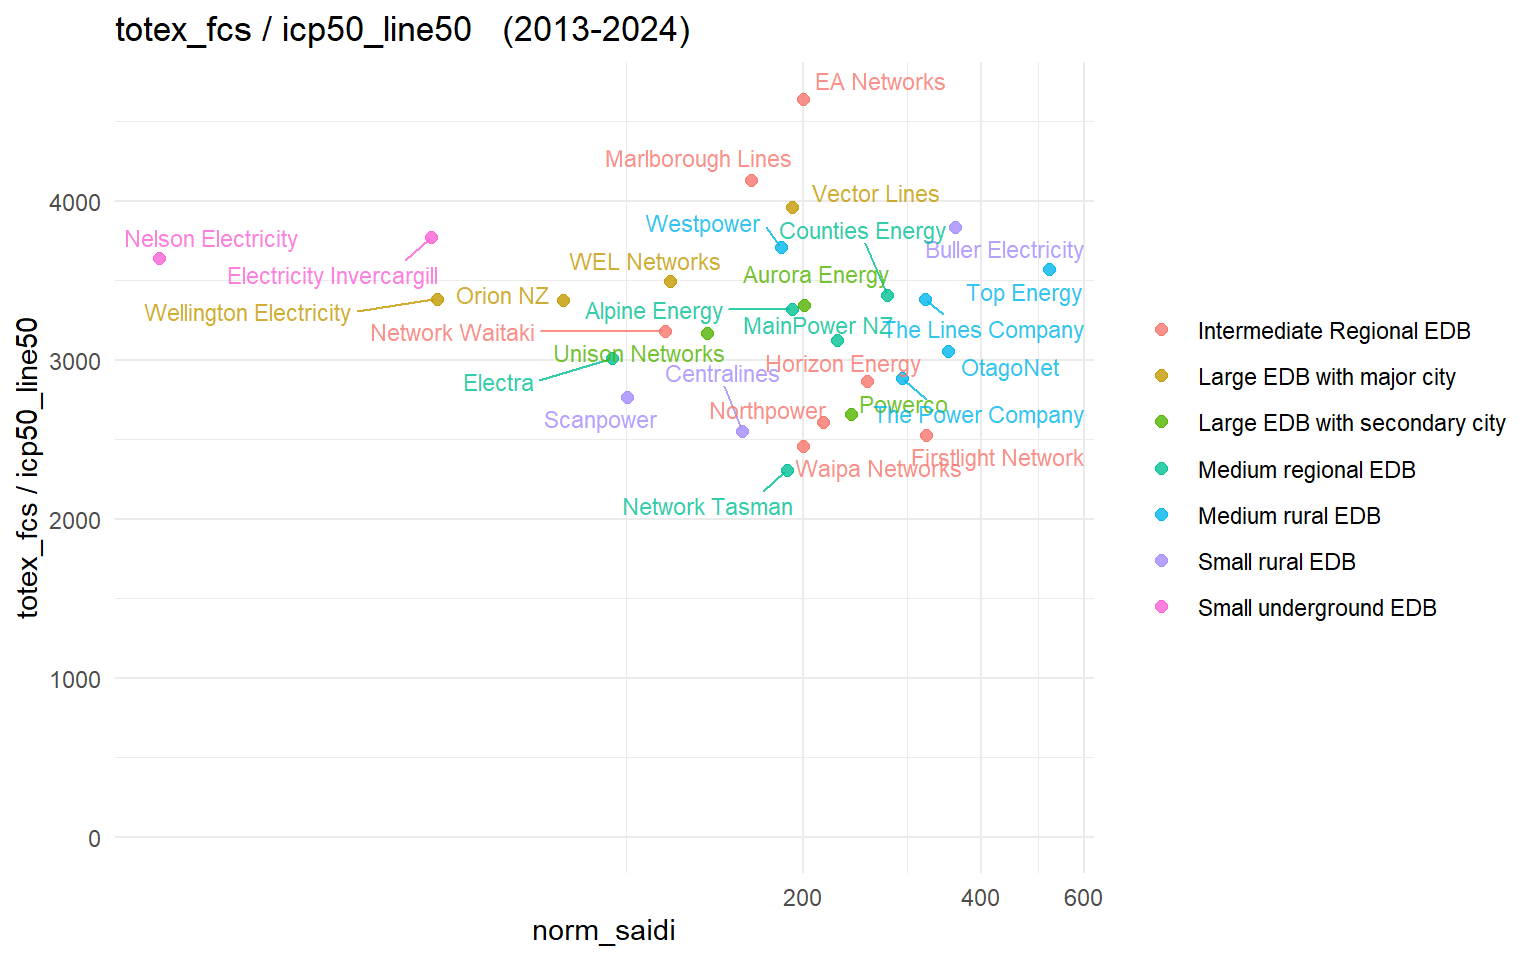 totex_fcs / icp50_line50   (2013-2024)
EA Networks
Marlborough Lines
Vector Lines
Westpower
Counties Energy
Nelson Electricity
Buller Electricity
WEL Networks
Electricity Invercargill
Aurora Energy
Top Energy
Orion NZ
Wellington Electricity
Alpine Energy
MainPower NZ
The Lines Company
Network Waitaki
Unison Networks
Horizon Energy
OtagoNet
Centralines
Electra
Powerco
Northpower
The Power Company
Scanpower
Firstlight Network
Waipa Networks
Network Tasman
4000
3000
2000
1000
0
200
400
600
norm_saidi
totex_fcs / icp50_line50
Intermediate Regional EDB
Large EDB with major city
Large EDB with secondary city
Medium regional EDB
Medium rural EDB
Small rural EDB
Small underground EDB